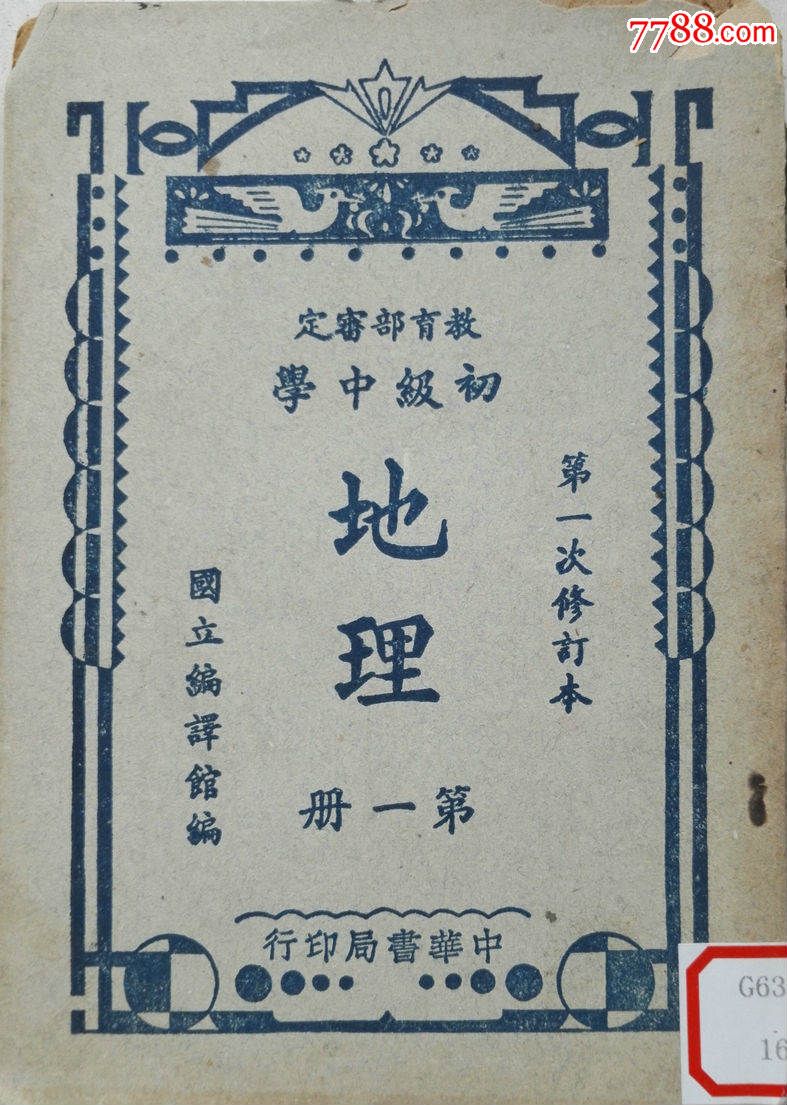 7788.com
教育部審定
初級中學
地理
第一次修訂本
國立編譯館編
第一册
中華書局印行
G63
16